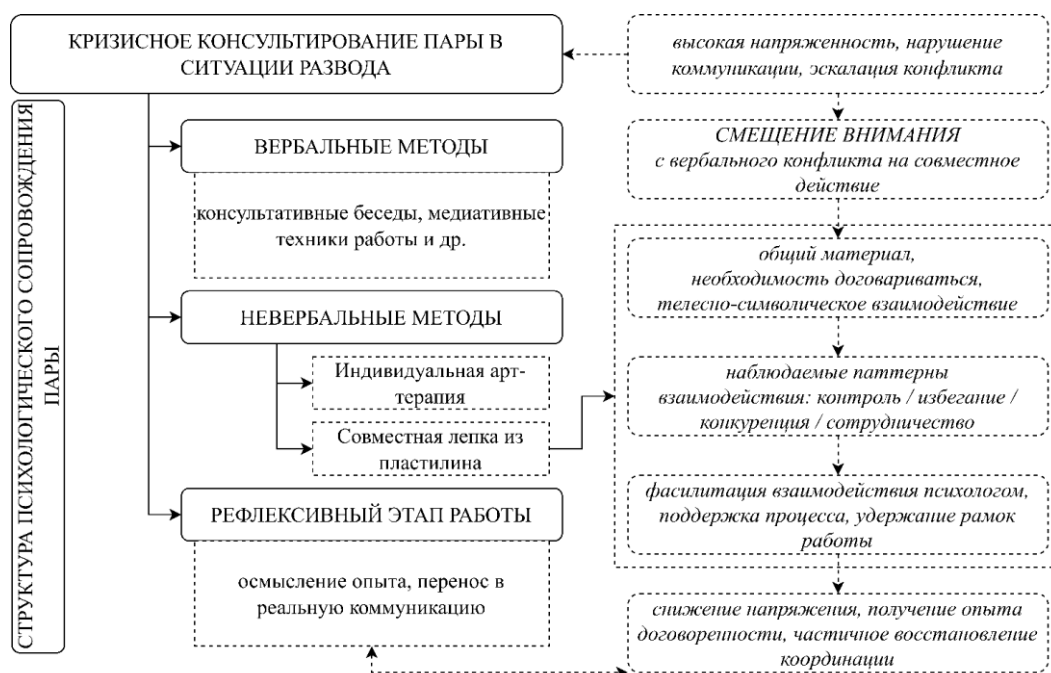 КРИЗИСНОЕ КОНСУЛЬТИРОВАНИЕ ПАРЫ В
СИТУАЦИИ РАЗВОДА
СТРУКТУРА ПСИХОЛОГИЧЕСКОГО СОПРОВОЖДЕНИЯ
ПАРЫ
ВЕРБАЛЬНЫЕ МЕТОДЫ
консультативные беседы, медиативные
техники работы и др.
НЕВЕРБАЛЬНЫЕ МЕТОДЫ
Индивидуальная арт-
терапия
Совместная лепка из
пластилина
РЕФЛЕКСИВНЫЙ ЭТАП РАБОТЫ
осмысление опыта, перенос в
реальную коммуникацию
высокая напряженность, нарушение
коммуникации, эскалация конфликта
СМЕЩЕНИЕ ВНИМАНИЯ
с вербального конфликта на совместное
действие
общий материал,
необходимость договариваться,
телесно-символическое взаимодействие
наблюдаемые паттерны
взаимодействия: контроль / избегание /
конкуренция / сотрудничество
фасилитация взаимодействия психологом,
поддержка процесса, удержание рамок
работы
снижение напряжения, получение опыта
договоренности, частичное восстановление
координации